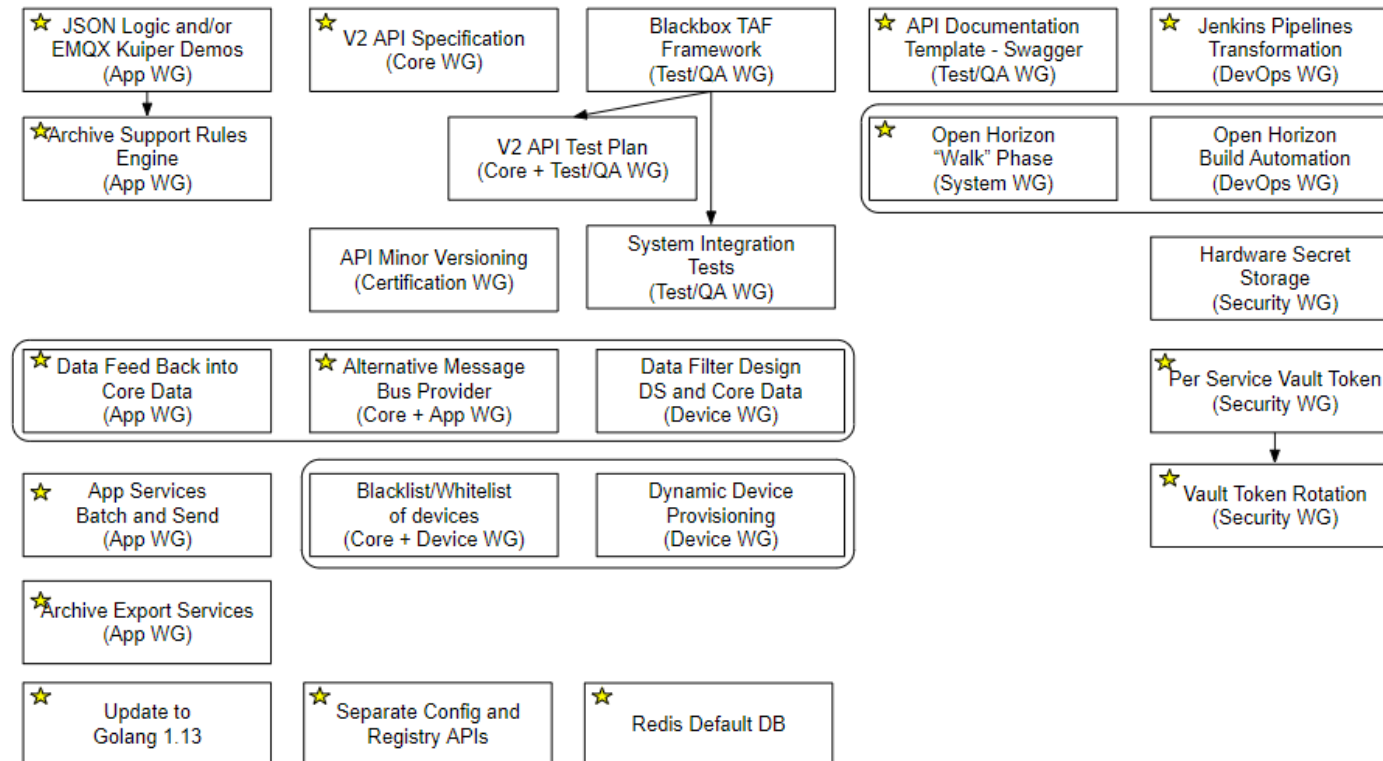 JSON Logic and/or
EMQX Kuiper Demos
(App WG)
V2 API Specification
(Core WG)
Blackbox TAF
Framework
(Test/QA WG)
API Documentation
Template - Swagger
(Test/QA WG)
Jenkins Pipelines
Transformation
(DevOps WG)
Archive Support Rules
Engine
(App WG)
V2 API Test Plan
(Core + Test/QA WG)
Open Horizon
“Walk” Phase
(System WG)
Open Horizon
Build Automation
(DevOps WG)
API Minor Versioning
(Certification WG)
System Integration
Tests
(Test/QA WG)
Hardware Secret
Storage
(Security WG)
Data Feed Back into
Core Data
(App WG)
Alternative Message
Bus Provider
(Core + App WG)
Data Filter Design
DS and Core Data
(Device WG)
Per Service Vault Token
(Security WG)
App Services
Batch and Send
(App WG)
Blacklist/Whitelist
of devices
(Core + Device WG)
Dynamic Device
Provisioning
(Device WG)
Vault Token Rotation
(Security WG)
Archive Export Services
(App WG)
Update to
Golang 1.13
Separate Config and
Registry APIs
Redis Default DB